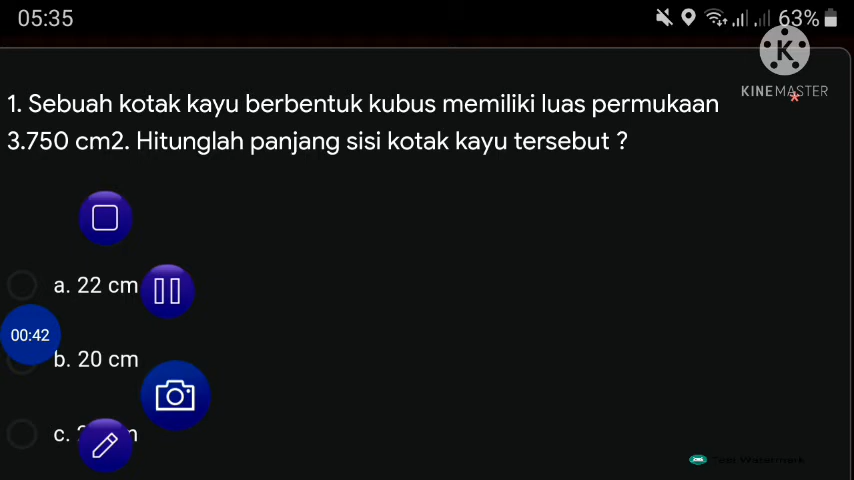 05:35
63%
KINEMASTER
1. Sebuah kotak kayu berbentuk kubus memiliki luas permukaan *
3.750 cm2. Hitunglah panjang sisi kotak kayu tersebut ?
a. 22 cm
00:42
b. 20 cm
c.